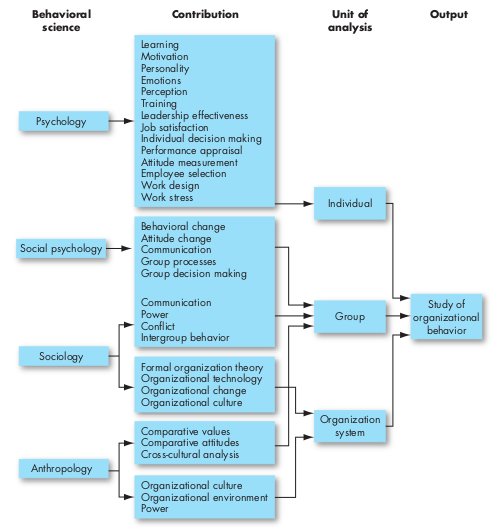 Behavioral
science
Contribution
Unit of
analysis
Output
Psychology
Learning
Motivation
Personality
Emotions
Perception
Training
Leadership effectiveness
Job satisfaction
Individual decision making
Performance appraisal
Attitude measurement
Employee selection
Work design
Work stress
Individual
Social psychology
Behavioral change
Attitude change
Communication
Group processes
Group decision making
Communication
Power
Conflict
Intergroup behavior
Group
Study of
organizational
behavior
Sociology
Formal organization theory
Organizational technology
Organizational change
Organizational culture
Organization
system
Anthropology
Comparative values
Comparative attitudes
Cross-cultural analysis
Organizational culture
Organizational environment
Power